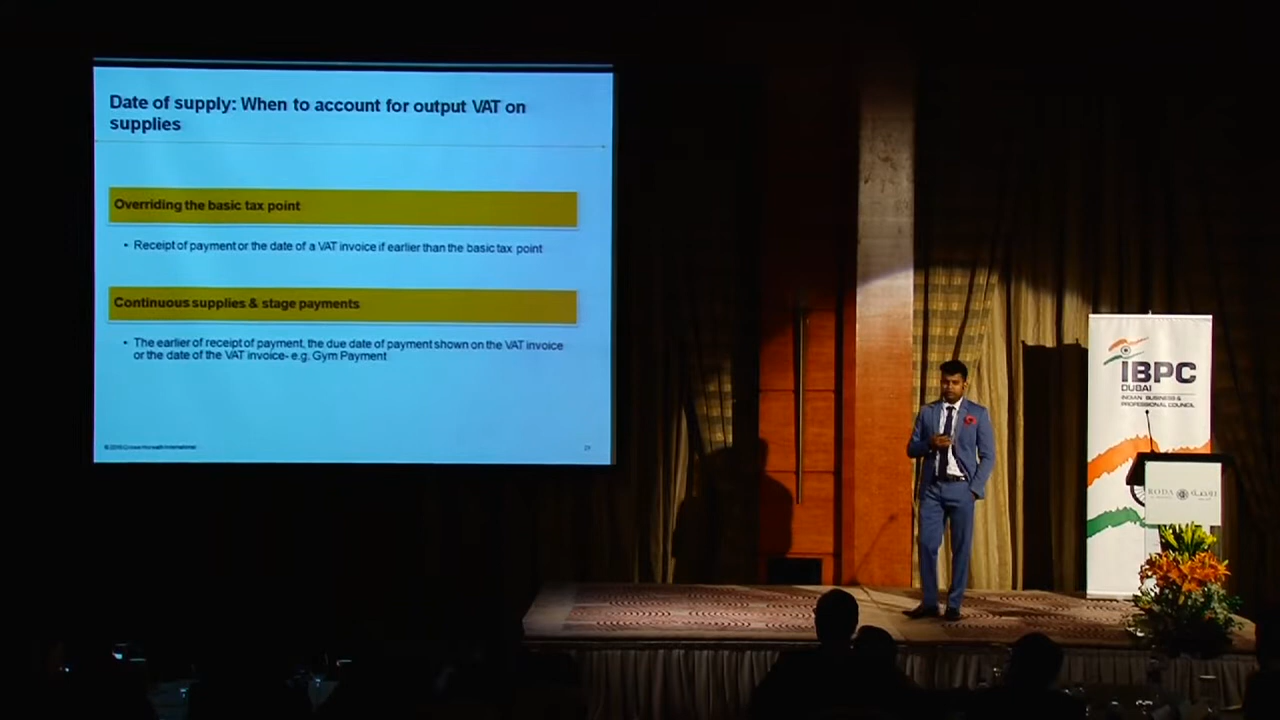 Date of supply: When to account for output VAT on
supplies
Overriding the basic tax point
• Receipt of payment or the date of a VAT invoice if earlier than the basic tax point
Continuous supplies & stage payments
• The earlier of receipt of payment, the due date of payment shown on the VAT invoice
or the date of the VAT invoice- e.g. Gym Payment
IBPC
DUBAI
INDIAN BUSINESS &
PROFESSIONAL COUNCIL
RODA